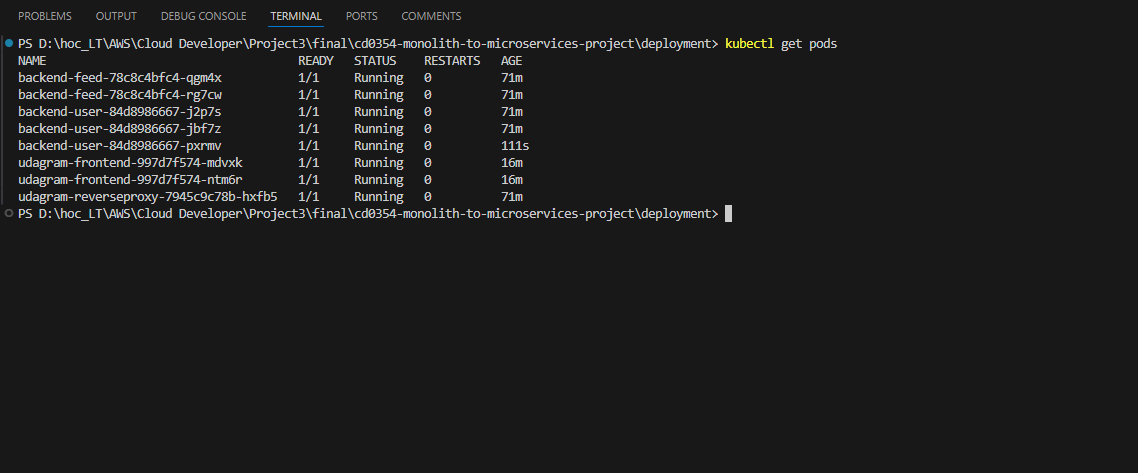 PROBLEMS OUTPUT DEBUG CONSOLE TERMINAL PORTS COMMENTS
PS D:\hoc_LT\AWS\Cloud Developer\Project3\final\cd0354-monolith-to-microservices-project\deployment> kubectl get pods
NAME READY STATUS RESTARTS AGE
backend-feed-78c8c4bfc4-qgm4x 1/1 Running 0 71m
backend-feed-78c8c4bfc4-rg7cw 1/1 Running 0 71m
backend-user-84d8986667-j2p7s 1/1 Running 0 71m
backend-user-84d8986667-jbf7z 1/1 Running 0 71m
backend-user-84d8986667-pxrmv 1/1 Running 0 111s
udagram-frontend-997d7f574-mdvxk 1/1 Running 0 16m
udagram-frontend-997d7f574-ntm6r 1/1 Running 0 16m
udagram-reverseproxy-7945c9c78b-hxfb5 1/1 Running 0 71m
PS D:\hoc_LT\AWS\Cloud Developer\Project3\final\cd0354-monolith-to-microservices-project\deployment>